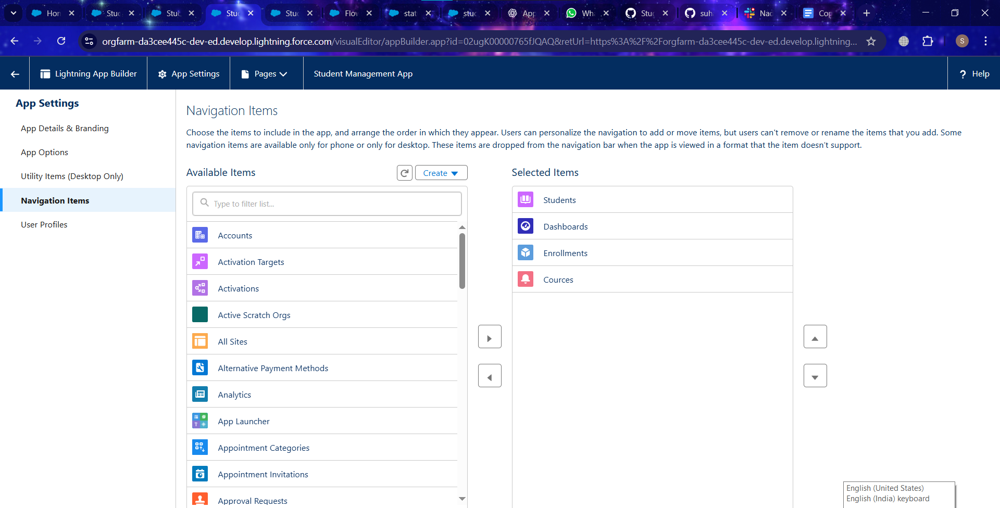 Hon
Stu
Stu
Stu
Stu
Flow
stat
stu
App
Wha
Stu
suh
Nac
Cop
orgfarm-da3cee445c-dev-ed.develop.lightning.force.com/visualEditor/appBuilder.app?id=02ugK00000765fJQAQ&retUrl=https%3A%2F%2Forgfarm-da3cee445c-dev-ed.develop.lightning...
S
Lightning App Builder
App Settings
Pages
Student Management App
? Help
App Settings
App Details & Branding
App Options
Utility Items (Desktop Only)
Navigation Items
User Profiles
Navigation Items
Choose the items to include in the app, and arrange the order in which they appear. Users can personalize the navigation to add or move items, but users can't remove or rename the items that you add. Some
navigation items are available only for phone or only for desktop. These items are dropped from the navigation bar when the app is viewed in a format that the item doesn’t support.
Available Items
Create
Type to filter list...
Accounts
Activation Targets
Activations
Active Scratch Orgs
All Sites
Alternative Payment Methods
Analytics
App Launcher
Appointment Categories
Appointment Invitations
Approval Requests
Selected Items
Students
Dashboards
Enrollments
Cources
English (United States)
English (India) keyboard